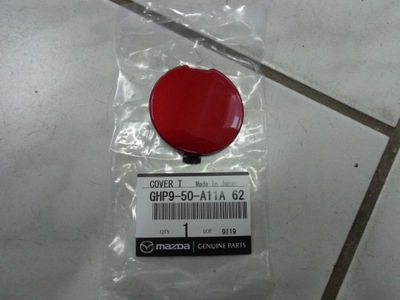 COVER T Made in Japan
GHP9-50-A11A 62
QTY 1 LOT 9119
mazda GENUINE PARTS